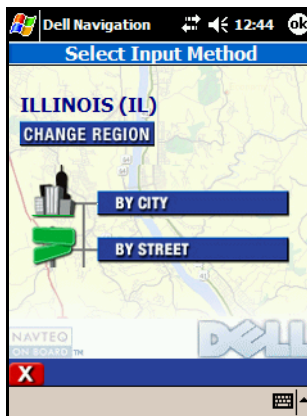 Dell Navigation 12:44 ok
Select Input Method
ILLINOIS (IL)
CHANGE REGION
BY CITY
BY STREET
NAVTEQ
ON BOARD TM
DELL
X